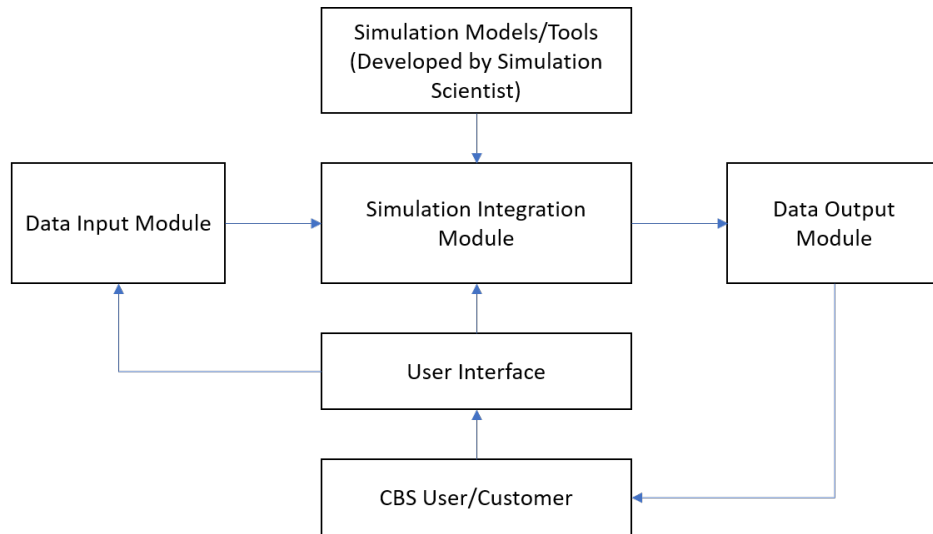 Simulation Models/Tools
(Developed by Simulation
Scientist)
Data Input Module
Simulation Integration
Module
Data Output
Module
User Interface
CBS User/Customer